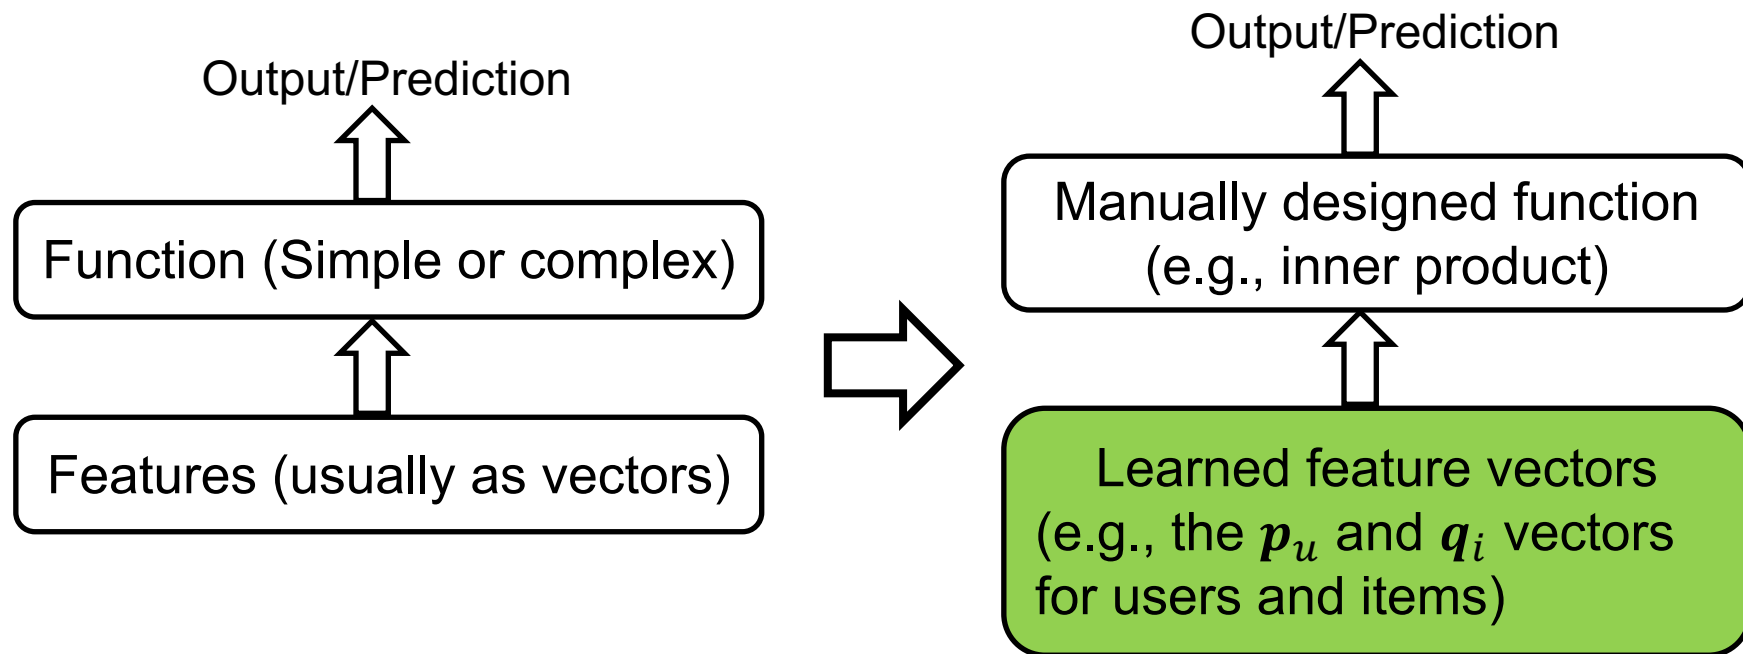 Output/Prediction
Function (Simple or complex)
Features (usually as vectors)
Output/Prediction
Manually designed function
(e.g., inner product)
Learned feature vectors
(e.g., the 𝒑ᵤ and 𝒒ᵢ vectors
for users and items)